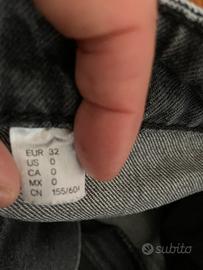 EUR 32
US 0
CA 0
MX 0
CN 155/60A
subito